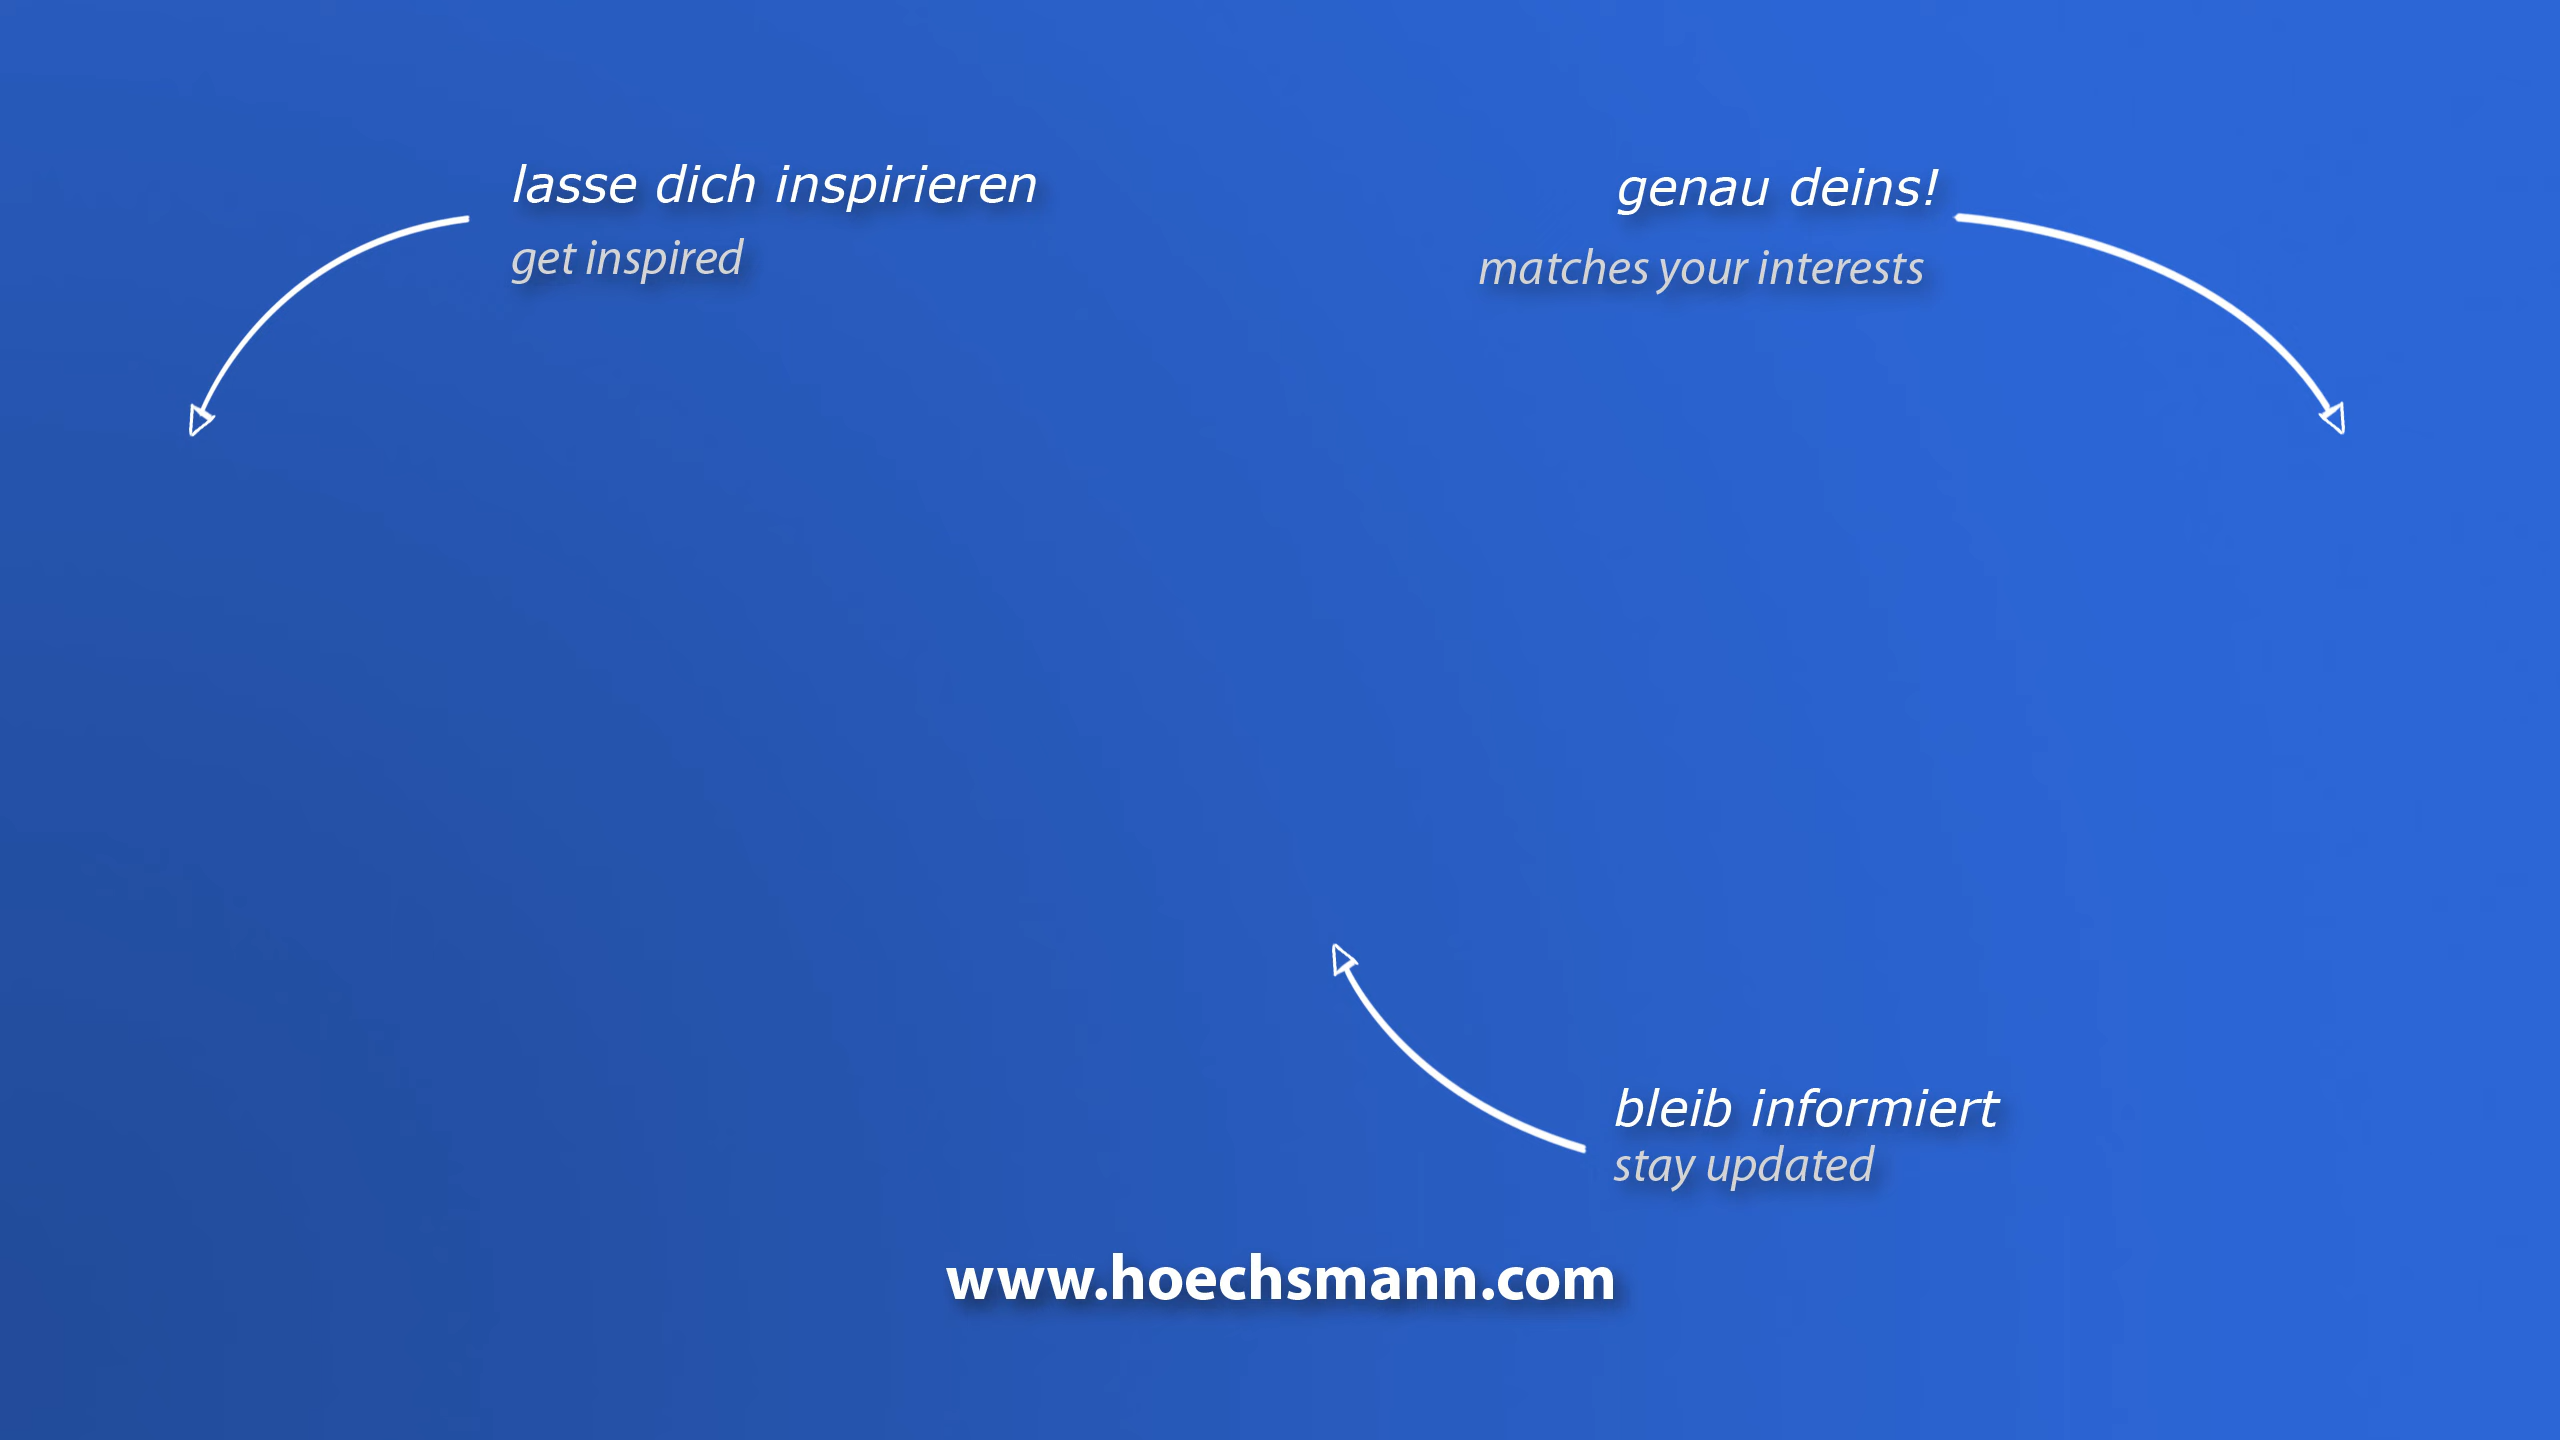 lasse dich inspirieren
get inspired
genau deins!
matches your interests
bleib informiert
stay updated
www.hoechsmann.com